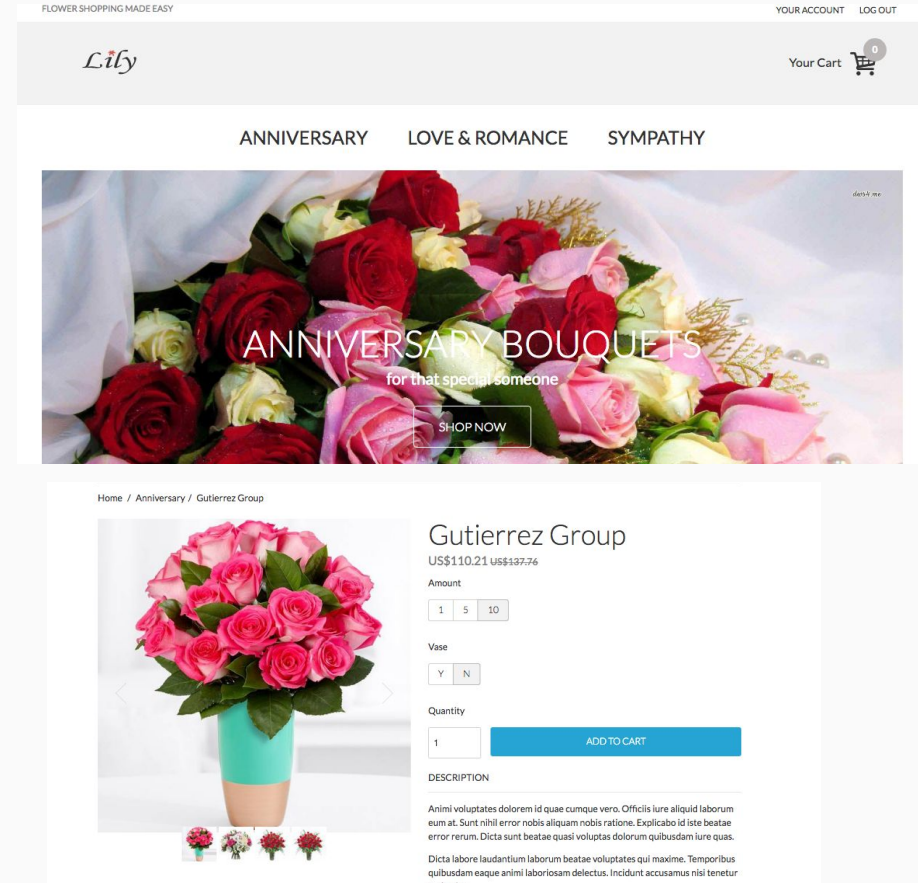 FLOWER SHOPPING MADE EASY
YOUR ACCOUNT LOG OUT
Lily
Your Cart 0
ANNIVERSARY LOVE & ROMANCE SYMPATHY
ANNIVERSARY BOUQUETS
for that special someone
SHOP NOW
Home / Anniversary / Gutierrez Group
Gutierrez Group
US$110.21 US$137.76
Amount
1 5 10
Vase
Y N
Quantity
1 ADD TO CART
DESCRIPTION
Animi voluptates dolorem id quae cumque vero. Officiis iure aliquid laborum
eum at. Sunt nihil error nobis aliquam nobis ratione. Explicabo id iste beatae
error rerum. Dicta sunt beatae quasi voluptas dolorum quibusdam iure quas.
Dicta labore laudantium laborum beatae voluptates qui maxime. Temporibus
quibusdam eaque animi laboriosam delectus. Incidunt accusamus nisi tenetur